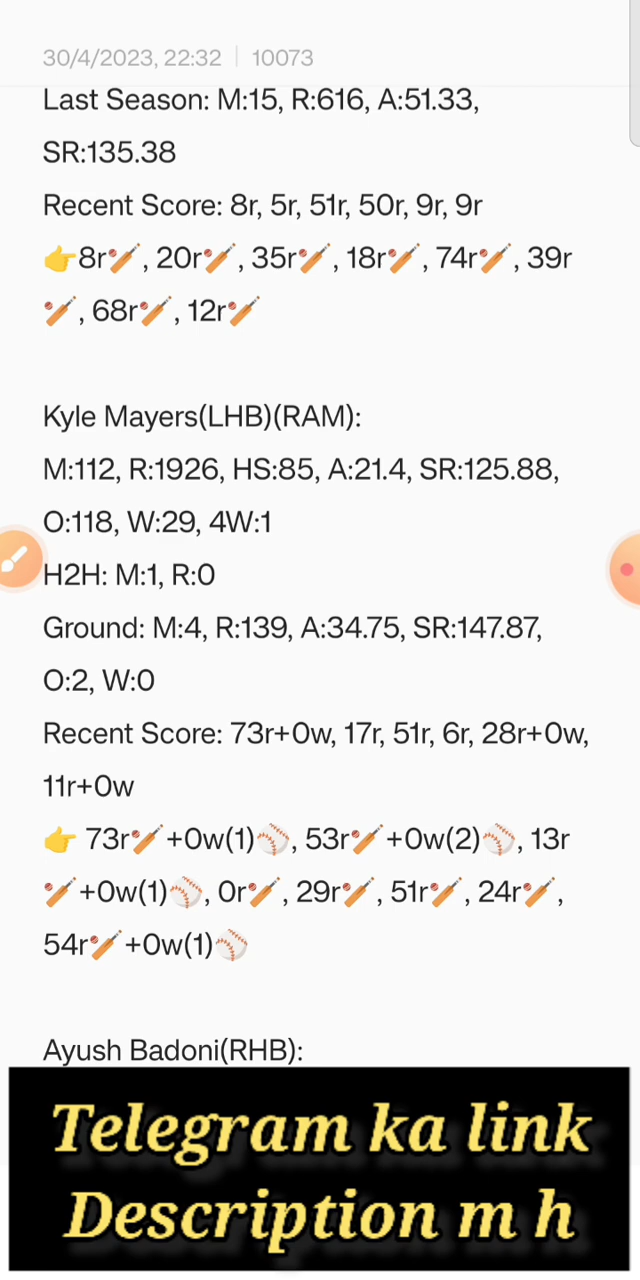 30/4/2023, 22:32 | 10073
Last Season: M:15, R:616, A:51.33,
SR:135.38
Recent Score: 8r, 5r, 51r, 50r, 9r, 9r
👉8r🏏, 20r🏏, 35r🏏, 18r🏏, 74r🏏, 39r
🏏, 68r🏏, 12r🏏
Kyle Mayers(LHB)(RAM):
M:112, R:1926, HS:85, A:21.4, SR:125.88,
O:118, W:29, 4W:1
H2H: M:1, R:0
Ground: M:4, R:139, A:34.75, SR:147.87,
O:2, W:0
Recent Score: 73r+0w, 17r, 51r, 6r, 28r+0w,
11r+0w
👉 73r🏏+0w(1)⚾, 53r🏏+0w(2)⚾, 13r
🏏+0w(1)⚾, 0r🏏, 29r🏏, 51r🏏, 24r🏏,
54r🏏+0w(1)⚾
Ayush Badoni(RHB):
Telegram ka link
Description m h